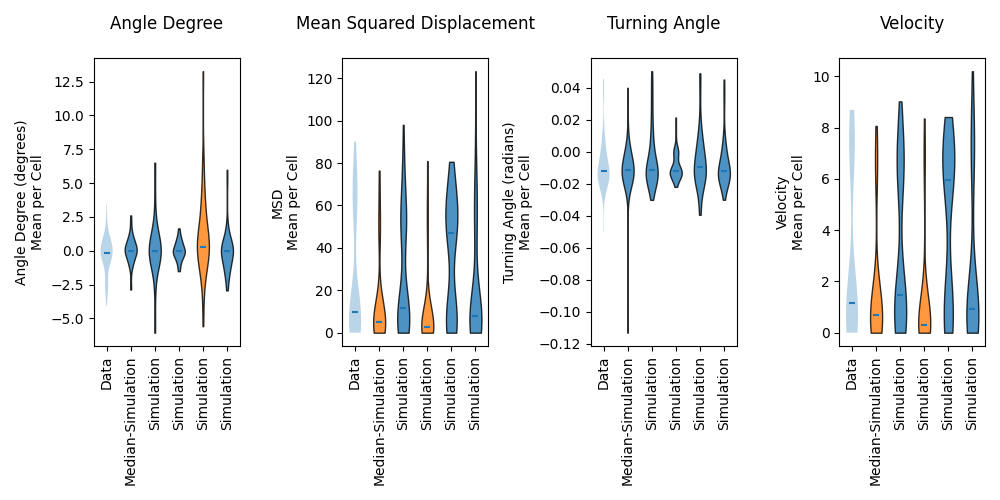 Angle Degree
Mean Squared Displacement
Turning Angle
Velocity
Angle Degree (degrees)
Mean per Cell
12.5
10.0
7.5
5.0
2.5
0.0
−2.5
−5.0
Data
Median-Simulation
Simulation
Simulation
Simulation
Simulation
MSD
Mean per Cell
120
100
80
60
40
20
0
Data
Median-Simulation
Simulation
Simulation
Simulation
Simulation
Turning Angle (radians)
Mean per Cell
0.04
0.02
0.00
−0.02
−0.04
−0.06
−0.08
−0.10
−0.12
Data
Median-Simulation
Simulation
Simulation
Simulation
Simulation
Velocity
Mean per Cell
10
8
6
4
2
0
Data
Median-Simulation
Simulation
Simulation
Simulation
Simulation